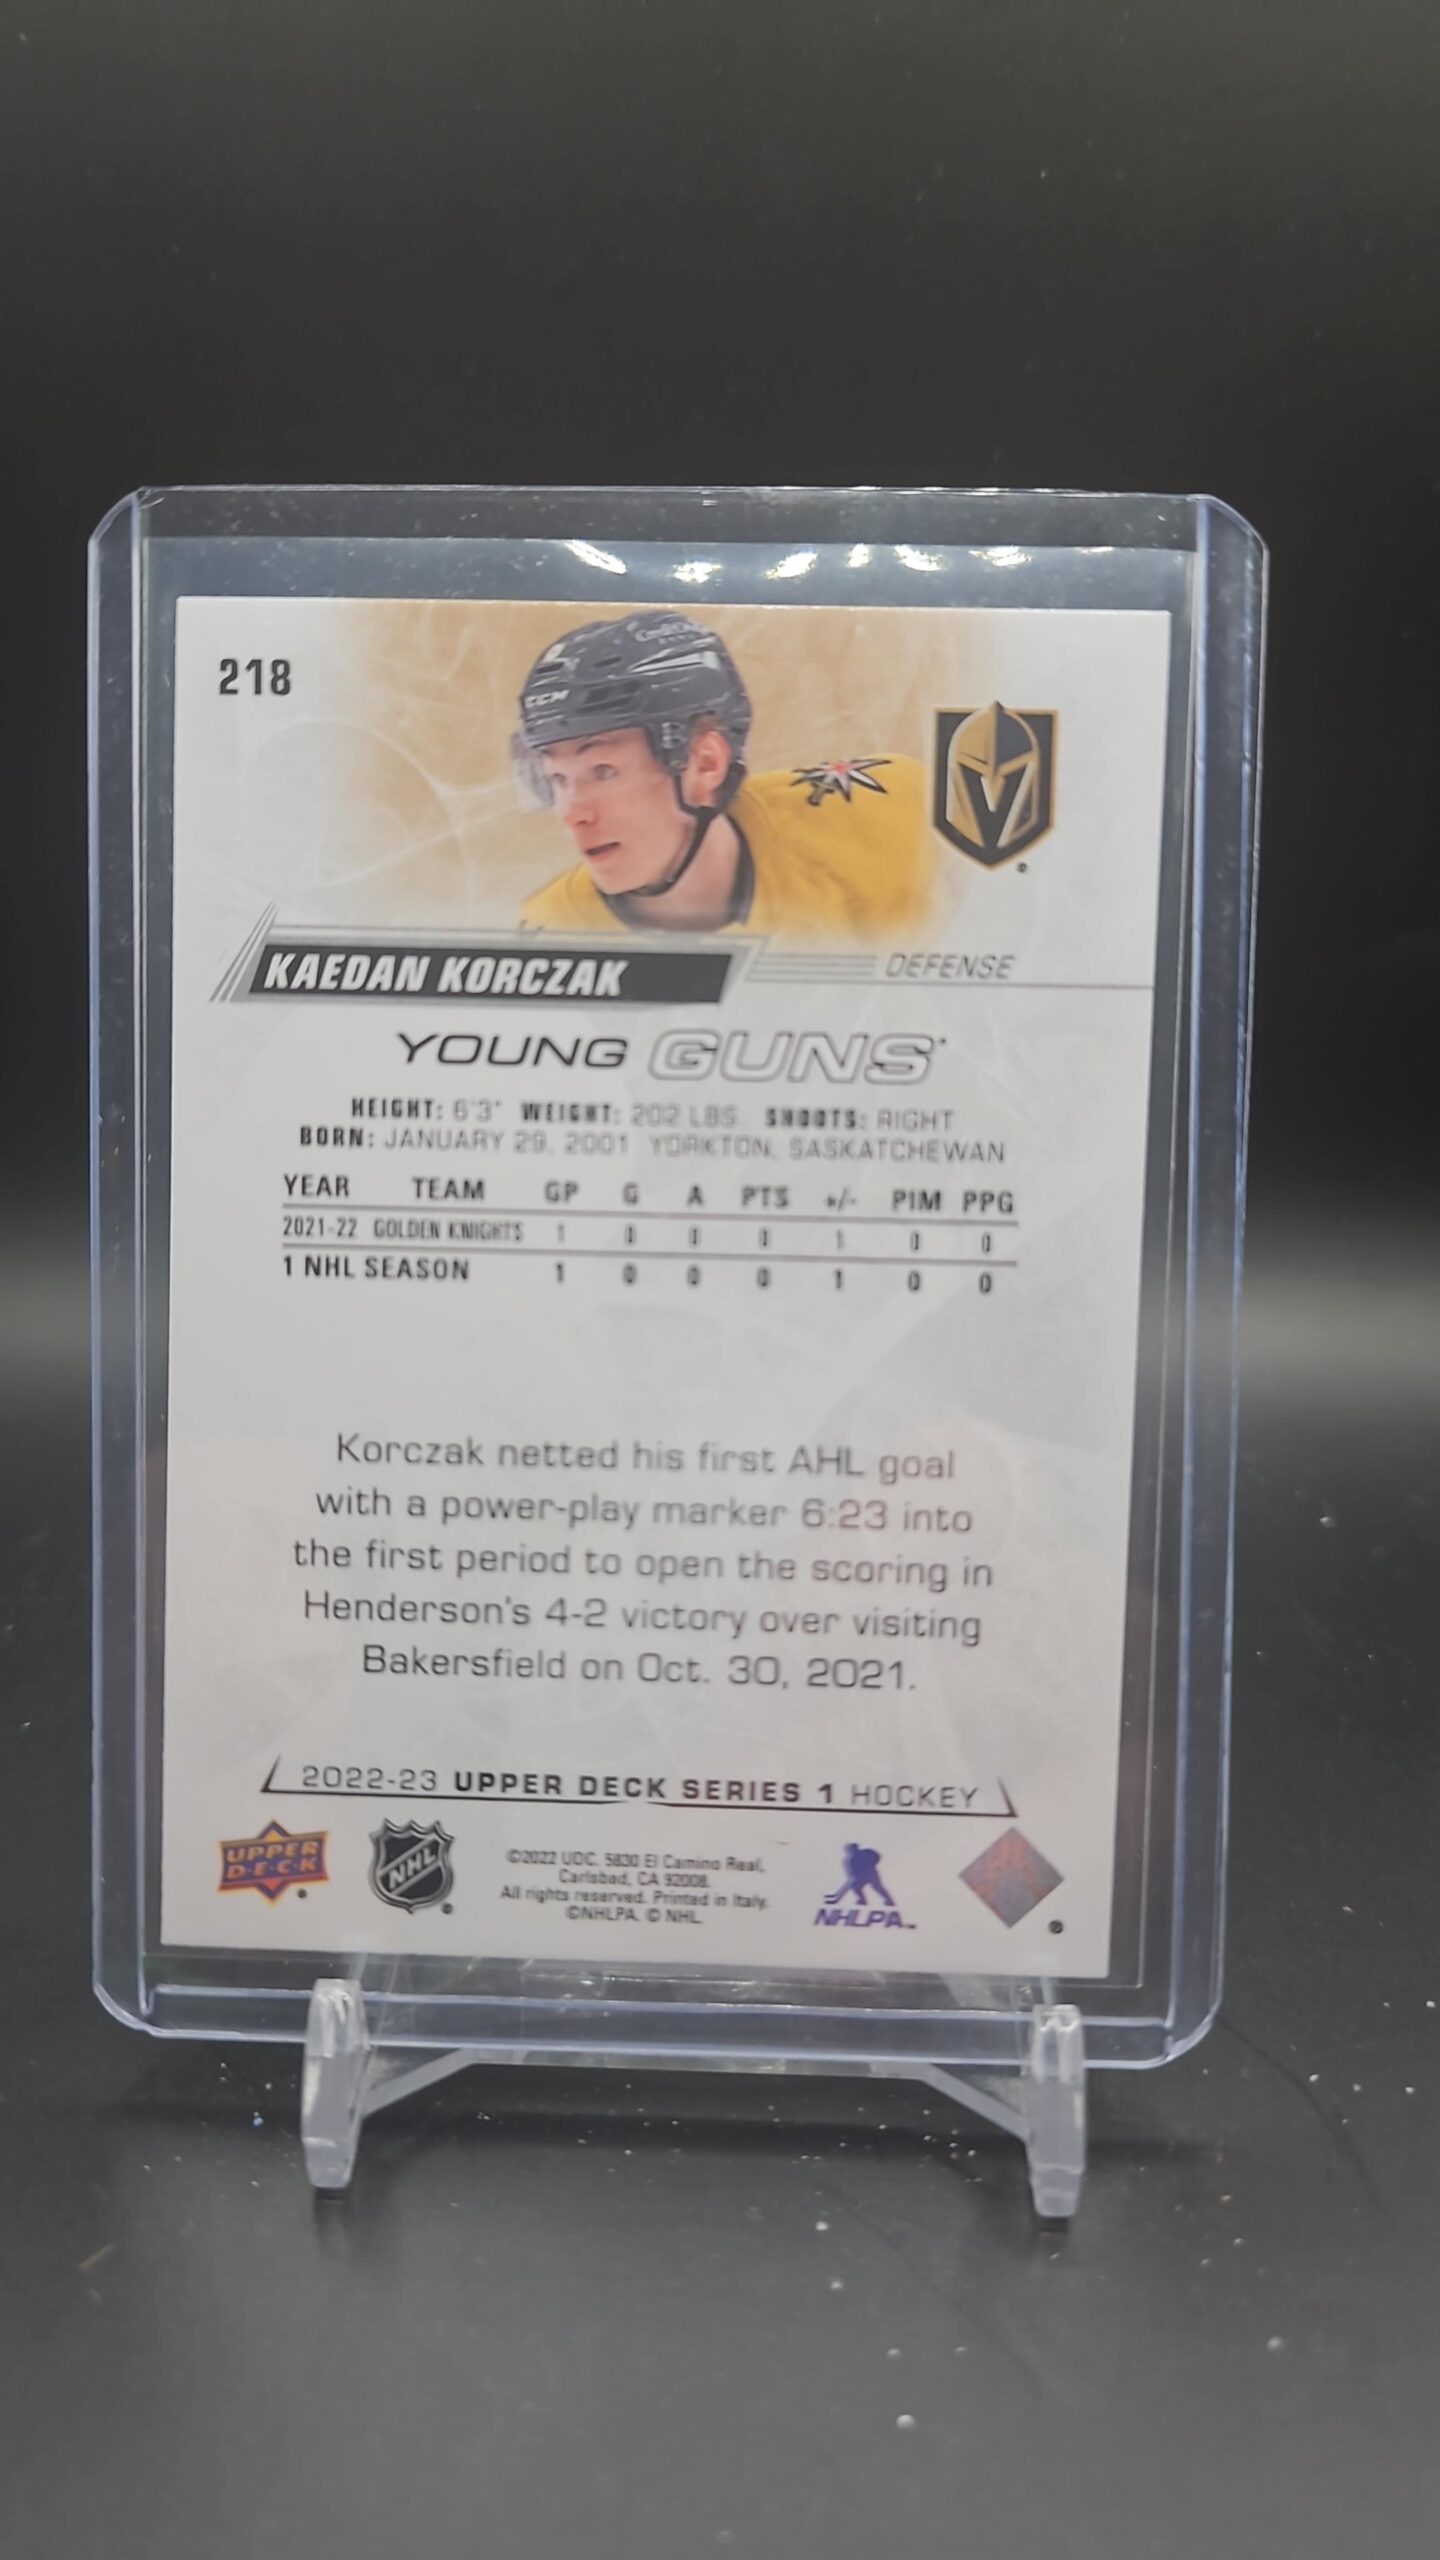 218
CCM
KAEDAN KORCZAK
DEFENSE
YOUNG GUNS
HEIGHT: 6'3" WEIGHT: 202 LBS. SHOOTS: RIGHT
BORN: JANUARY 29, 2001 YORKTON, SASKATCHEWAN
YEAR TEAM GP G A PTS +/- PIM PPG
2021-22 GOLDEN KNIGHTS 1 0 0 0 1 0 0
1 NHL SEASON 1 0 0 0 1 0 0
Korczak netted his first AHL goal
with a power-play marker 6:23 into
the first period to open the scoring in
Henderson's 4-2 victory over visiting
Bakersfield on Oct. 30, 2021.
2022-23 UPPER DECK SERIES 1 HOCKEY
UPPER
DECK
NHL
©2022 UDC. 5830 El Camino Real,
Carlsbad, CA 92008.
All rights reserved. Printed in Italy.
©NHLPA. © NHL.
NHLPA™